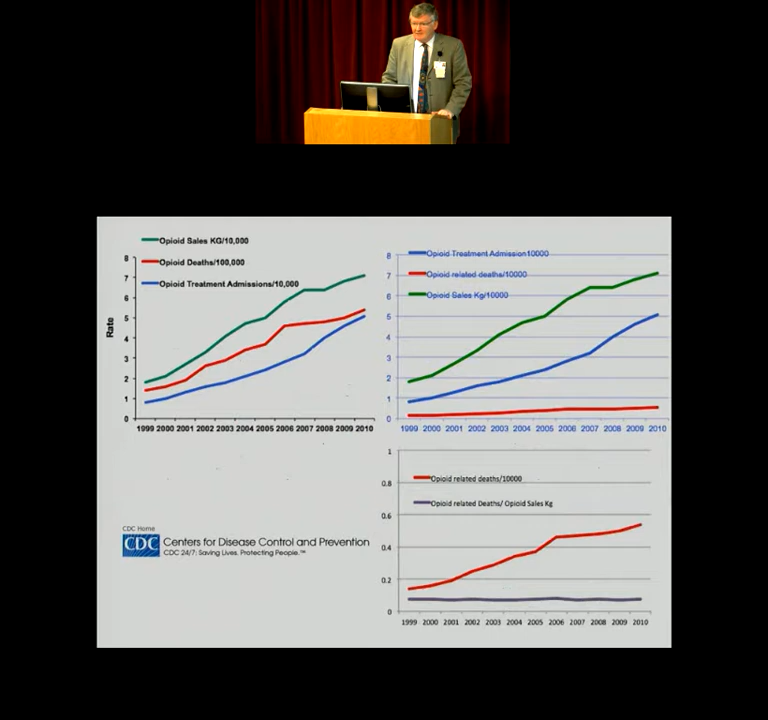 Opioid Sales KG/10,000
Opioid Deaths/100,000
Opioid Treatment Admissions/10,000
Rate
8
7
6
5
4
3
2
1
0
1999 2000 2001 2002 2003 2004 2005 2006 2007 2008 2009 2010
Opioid Treatment Admission10000
Opioid related deaths/10000
Opioid Sales Kg/10000
8
7
6
5
4
3
2
1
0
1999 2000 2001 2002 2003 2004 2005 2006 2007 2008 2009 2010
Opioid related deaths/10000
Opioid related Deaths/ Opioid Sales Kg
1
0.8
0.6
0.4
0.2
0
1999 2000 2001 2002 2003 2004 2005 2006 2007 2008 2009 2010
CDC Home
CDC
Centers for Disease Control and Prevention
CDC 24/7: Saving Lives. Protecting People.™